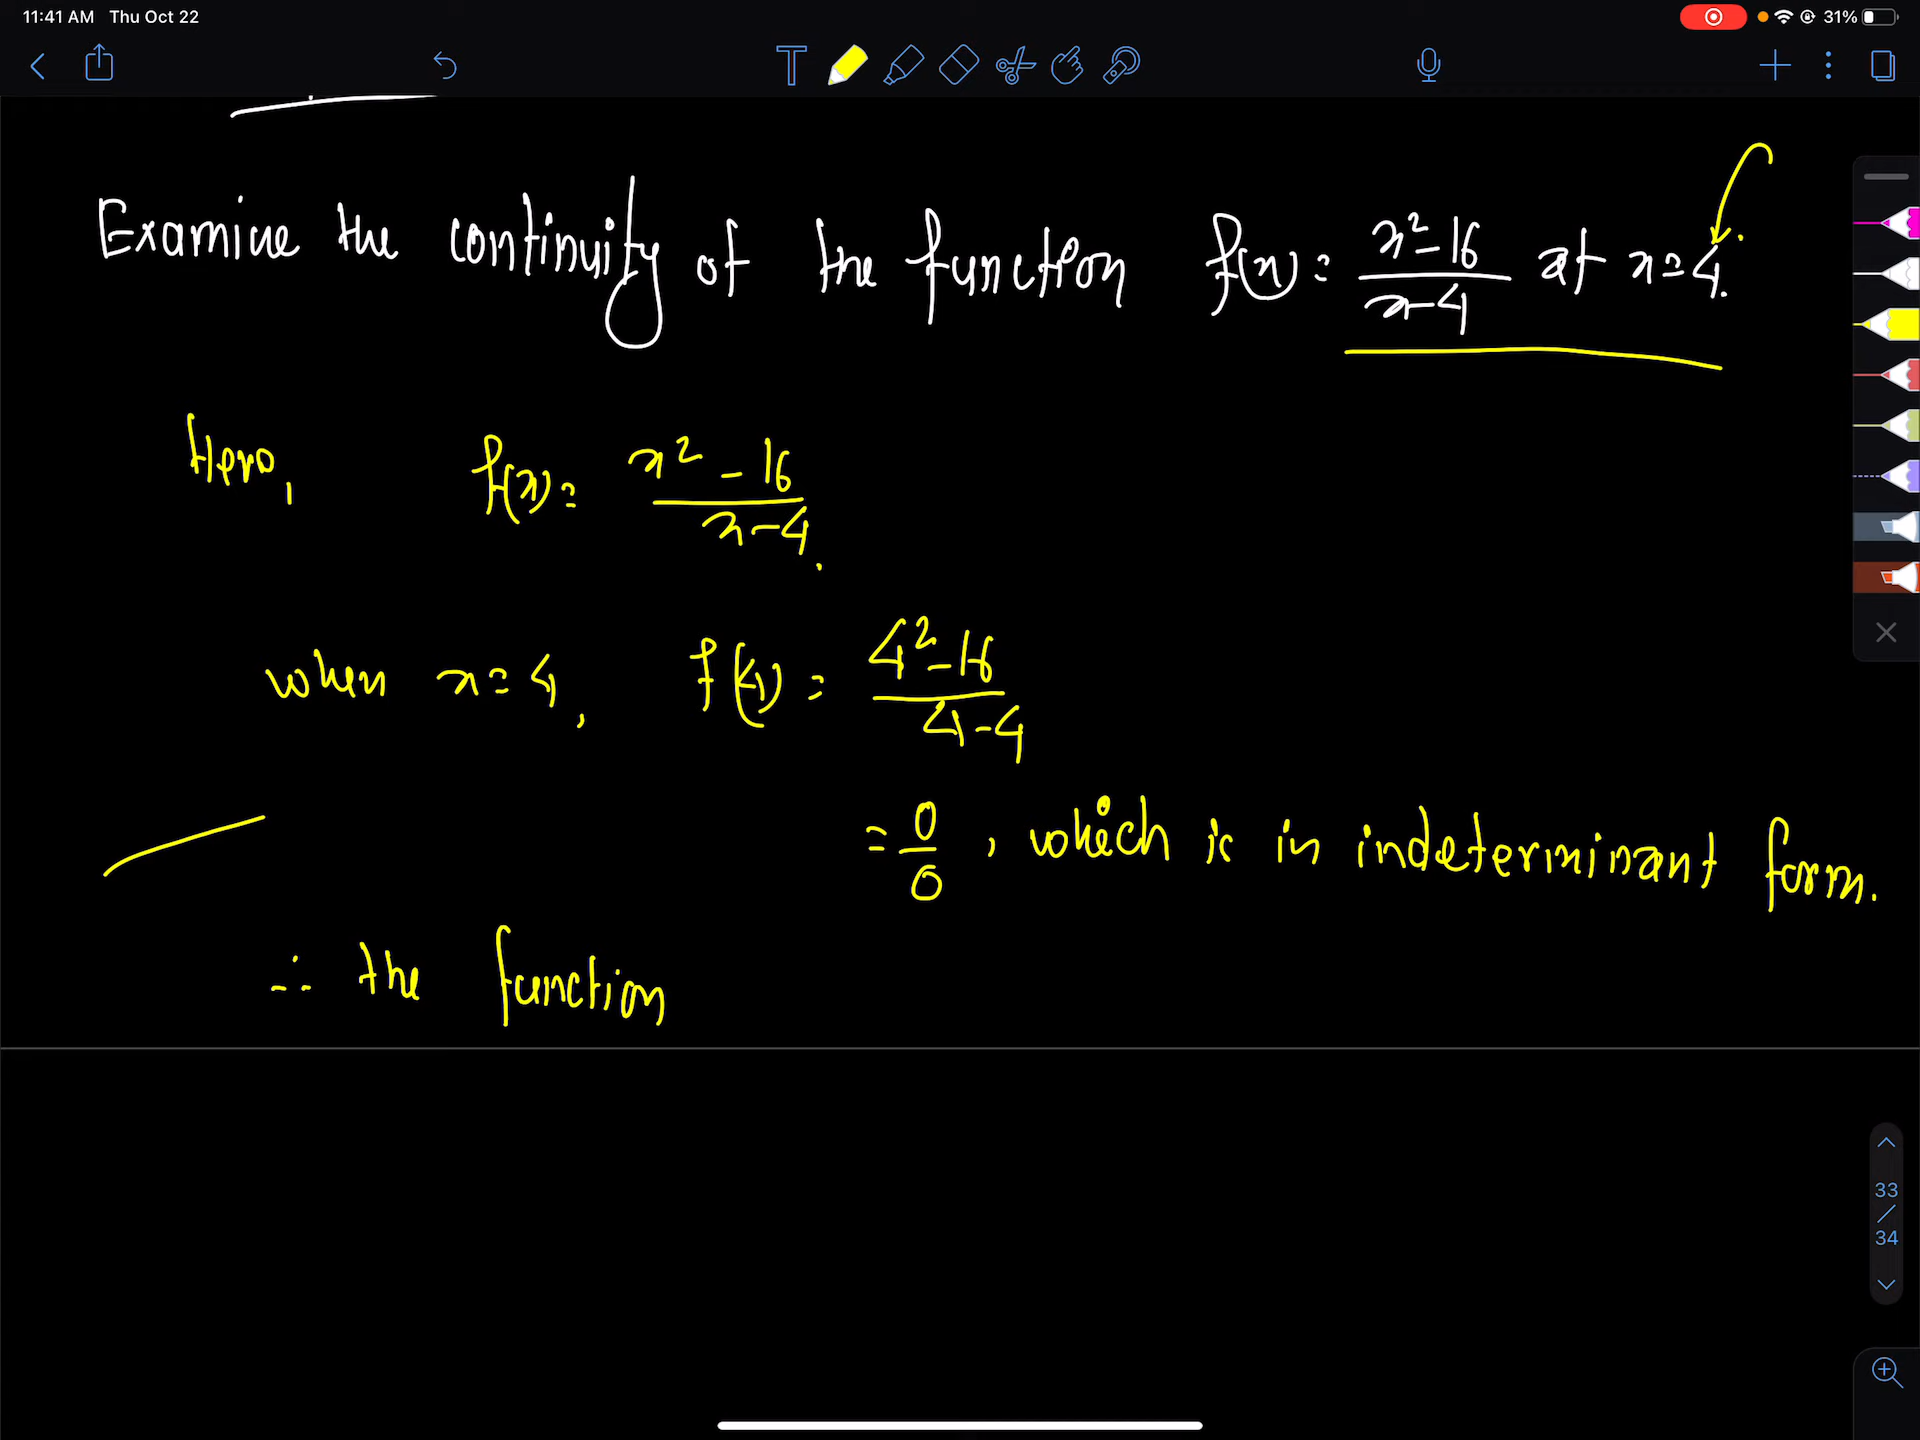 11:41 AM Thu Oct 22
31%
T
Examine the continuity of the function f(x) = x²-16 / x-4 at x=4.
Here, f(x) = x² - 16 / x-4.
when x=4, f(4) = 4²-16 / 4-4
= 0/0, which is in indeterminant form.
∴ the function
33
/
34